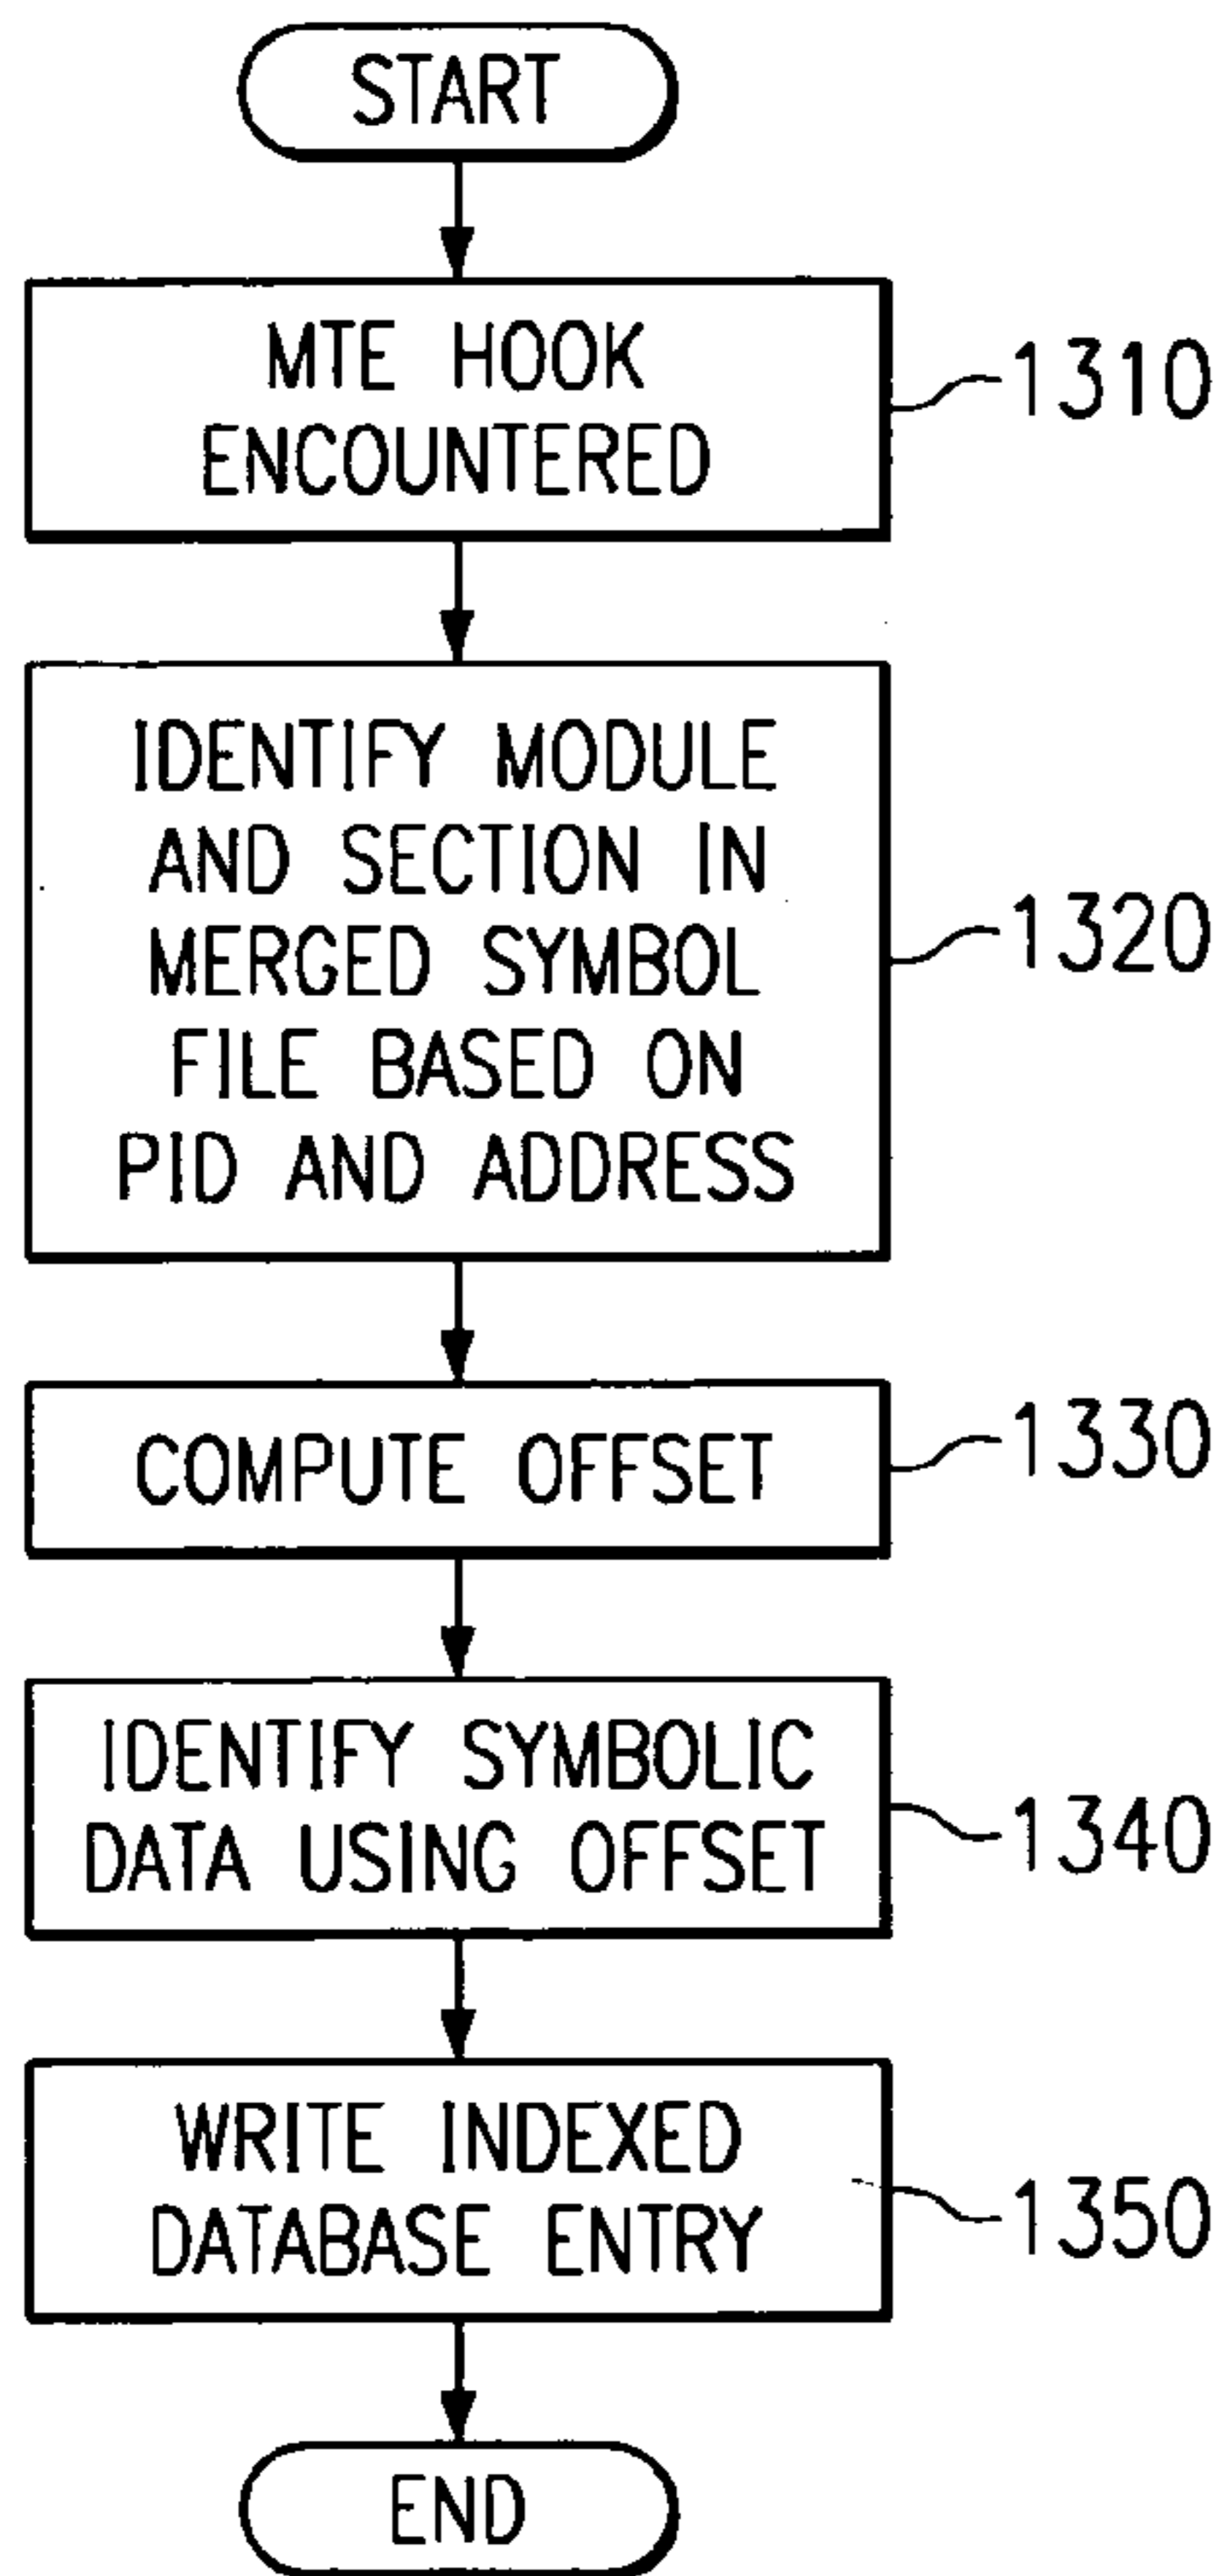 START
MTE HOOK
ENCOUNTERED
1310
IDENTIFY MODULE
AND SECTION IN
MERGED SYMBOL
FILE BASED ON
PID AND ADDRESS
1320
COMPUTE OFFSET
1330
IDENTIFY SYMBOLIC
DATA USING OFFSET
1340
WRITE INDEXED
DATABASE ENTRY
1350
END